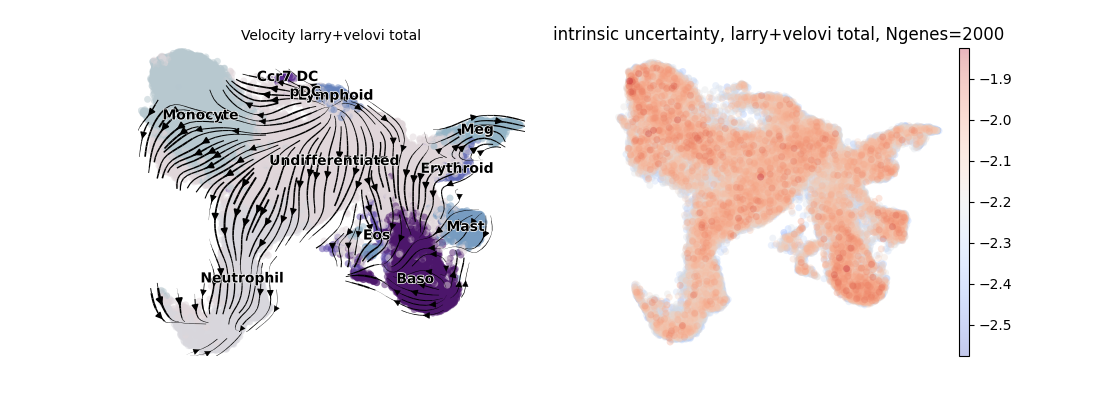 Velocity larry+velovi total
Ccr7 DC
pDC
Lymphoid
Monocyte
Meg
Undifferentiated
Erythroid
Mast
Eos
Neutrophil
Baso
intrinsic uncertainty, larry+velovi total, Ngenes=2000
−1.9
−2.0
−2.1
−2.2
−2.3
−2.4
−2.5